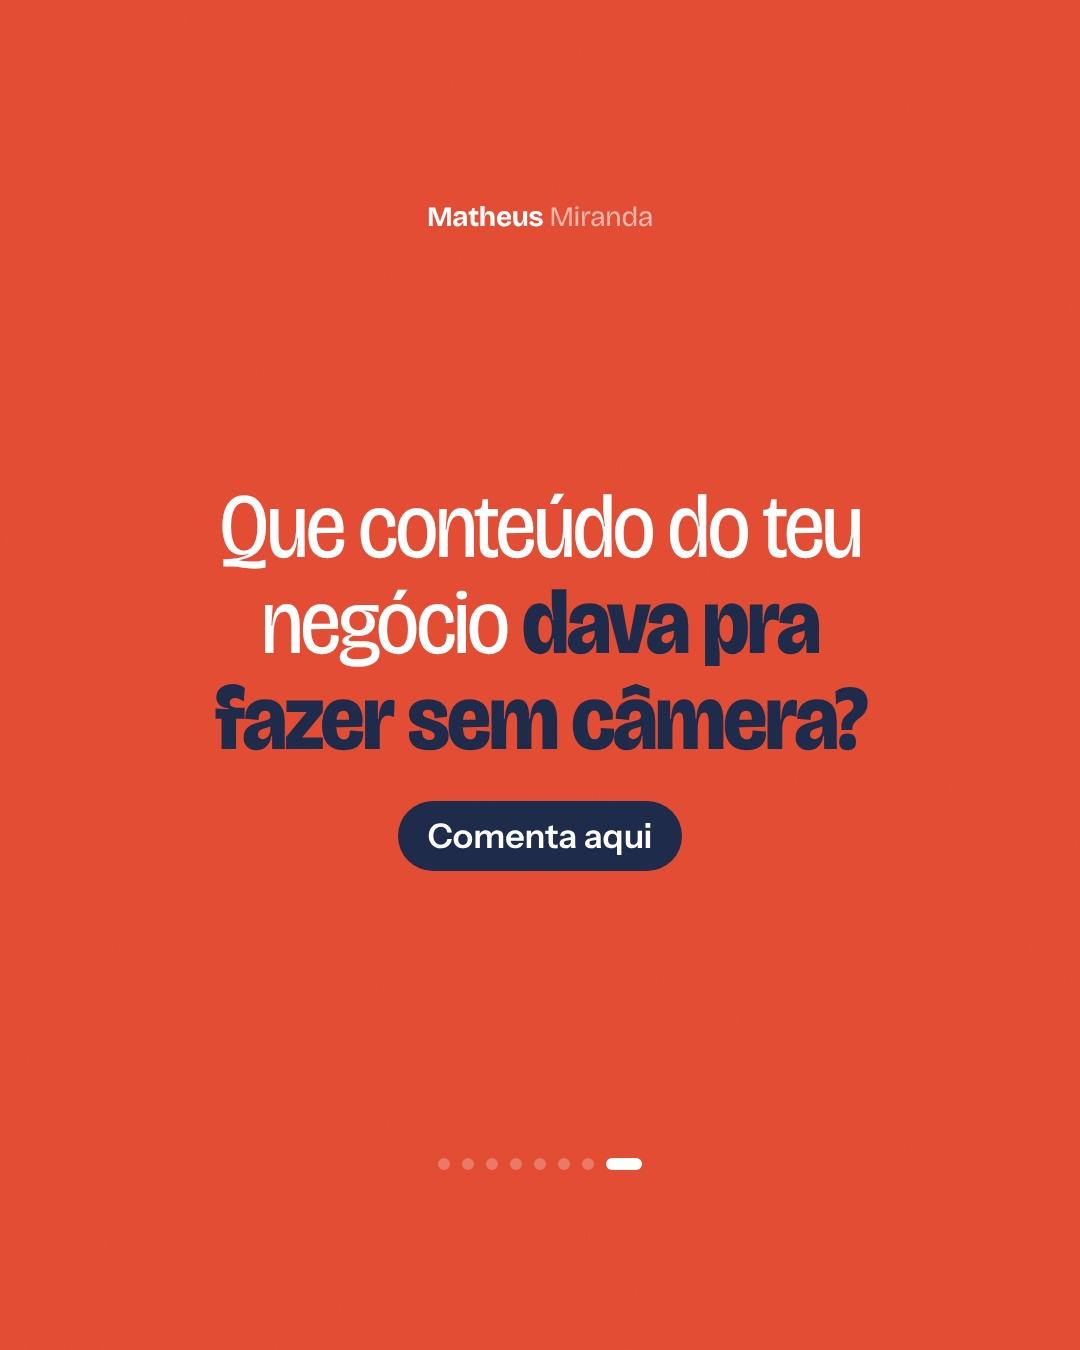 Matheus Miranda
Que conteúdo do teu
negócio dava pra
fazer sem câmera?
Comenta aqui